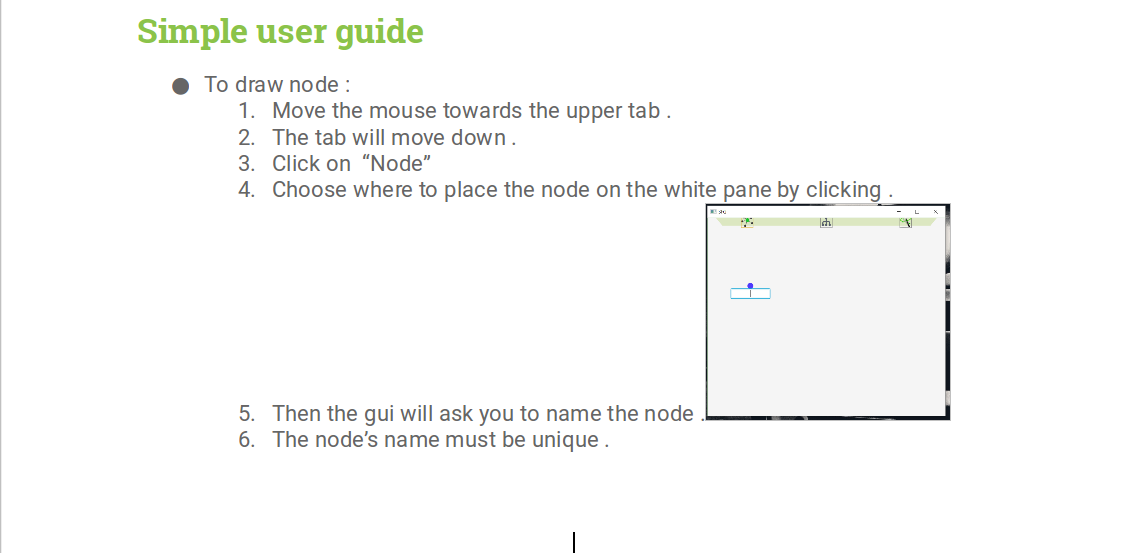 Simple user guide
● To draw node :
1. Move the mouse towards the upper tab .
2. The tab will move down .
3. Click on “Node”
4. Choose where to place the node on the white pane by clicking .
5. Then the gui will ask you to name the node .
6. The node’s name must be unique .